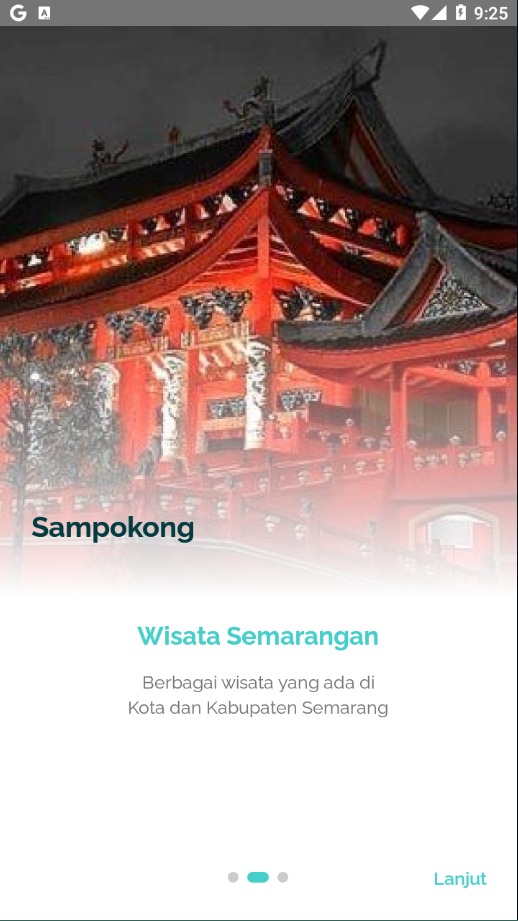 9:25
Sampokong
Wisata Semarangan
Berbagai wisata yang ada di
Kota dan Kabupaten Semarang
Lanjut